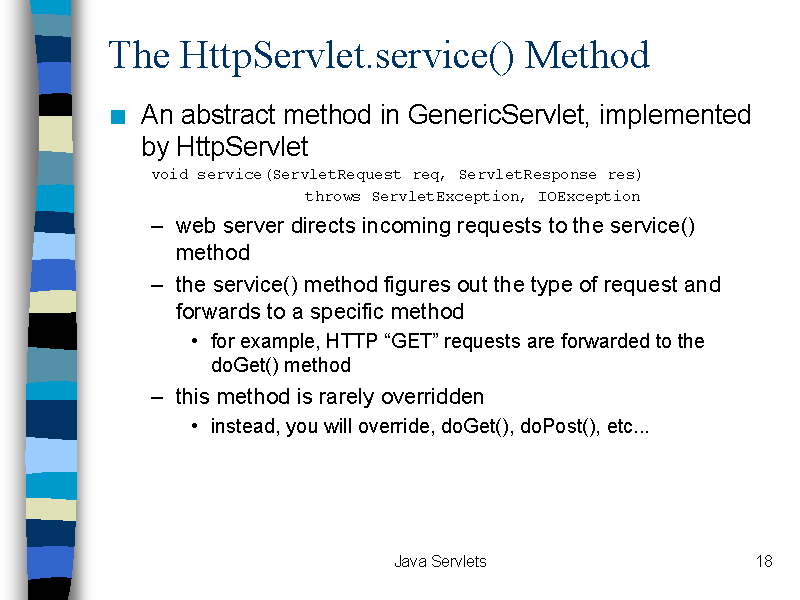 The HttpServlet.service() Method
■ An abstract method in GenericServlet, implemented
by HttpServlet
void service(ServletRequest req, ServletResponse res)
throws ServletException, IOException
– web server directs incoming requests to the service()
method
– the service() method figures out the type of request and
forwards to a specific method
• for example, HTTP “GET” requests are forwarded to the
doGet() method
– this method is rarely overridden
• instead, you will override, doGet(), doPost(), etc...
Java Servlets
18